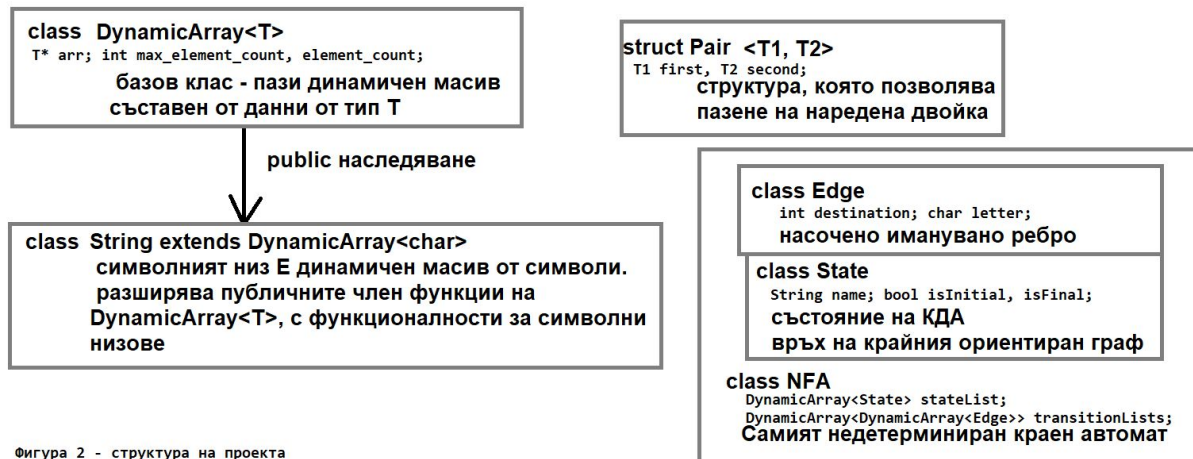 class DynamicArray<T>
T* arr; int max_element_count, element_count;
базов клас - пази динамичен масив
съставен от данни от тип T
public наследяване
class String extends DynamicArray<char>
символният низ Е динамичен масив от символи.
разширява публичните член функции на
DynamicArray<T>, с функционалности за символни
низове
struct Pair <T1, T2>
T1 first, T2 second;
структура, която позволява
пазене на наредена двойка
class Edge
int destination; char letter;
насочено иманувано ребро
class State
String name; bool isInitial, isFinal;
състояние на КДА
връх на крайния ориентиран граф
class NFA
DynamicArray<State> stateList;
DynamicArray<DynamicArray<Edge>> transitionLists;
Самият недетерминиран краен автомат
Фигура 2 - структура на проекта